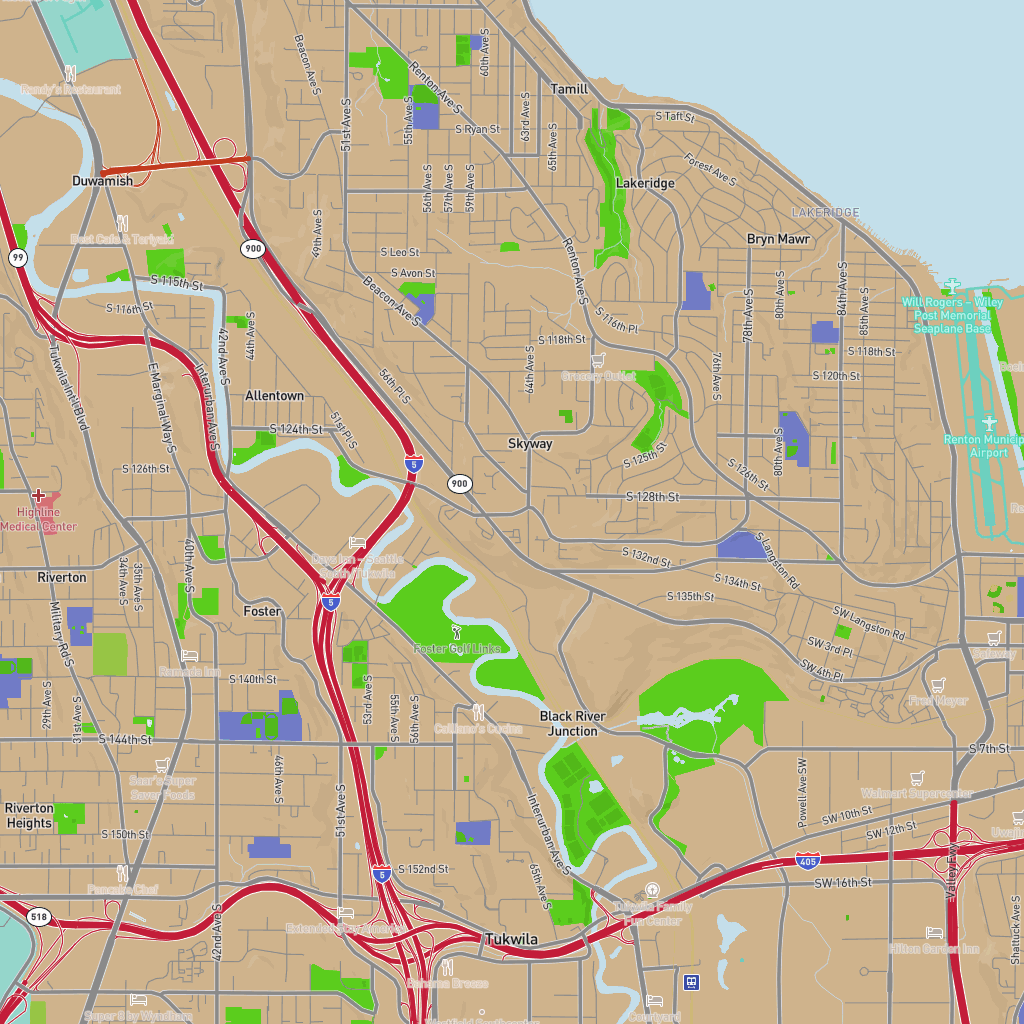 Randy's Restaurant
Beacon Ave S
60th Ave S
Renton Ave S
Tamill
51st Ave S
55th Ave S
63rd Ave S
S Taft St
S Ryan St
65th Ave S
Forest Ave S
Duwamish
56th Ave S
57th Ave S
59th Ave S
Lakeridge
LAKERIDGE
49th Ave S
Best Cafe & Teriyaki
Bryn Mawr
900
99
S Leo St
Renton Ave S
S Avon St
84th Ave S
S 115th St
80th Ave S
85th Ave S
Will Rogers – Wiley
Post Memorial
Seaplane Base
S 116th St
Beacon Ave S
S 116th Pl
78th Ave S
44th Ave S
42nd Ave S
S 118th St
S 118th St
Tukwila Intl Blvd
E Marginal Way S
Interurban Ave S
64th Ave S
Grocery Outlet
76th Ave S
S 120th St
Allentown
56th Pl S
51st Pl S
S 124th St
Skyway
80th Ave S
Renton Municip
Airport
S 125th St
S 126th St
5
S 126th St
900
S 128th St
Highline
Medical Center
S 132nd St
S Langston Rd
Days Inn – Seattle
South Tukwila
Riverton
34th Ave S
35th Ave S
40th Ave S
S 134th St
S 135th St
5
Foster
Military Rd S
SW Langston Rd
SW 3rd Pl
Foster Golf Links
Safeway
Ramada Inn
SW 4th Pl
S 140th St
29th Ave S
31st Ave S
53rd Ave S
55th Ave S
56th Ave S
Fred Meyer
Black River
Junction
S 144th St
S 7th St
Saar's Super
Saver Foods
46th Ave S
51st Ave S
Powell Ave SW
Walmart Supercenter
Riverton
Heights
Interurban Ave S
SW 10th St
SW 12th St
S 150th St
S 152nd St
405
Pancake Chef
5
65th Ave S
SW 16th St
Valley Fwy
Family
Fun Center
518
42nd Ave S
Extended Stay America
Tukwila
Shattuck Ave S
Hilton Garden Inn
Super 8 by Wyndham
Courtyard